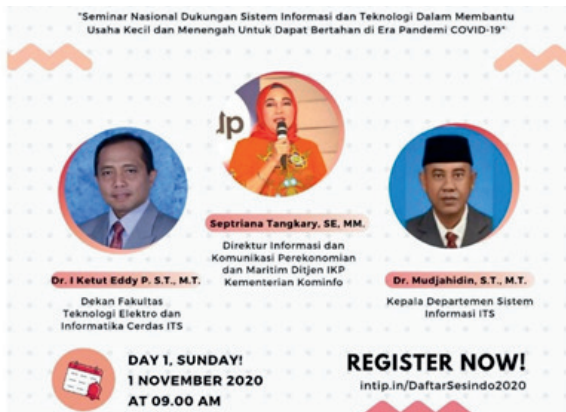 "Seminar Nasional Dukungan Sistem Informasi dan Teknologi Dalam Membantu
Usaha Kecil dan Menengah Untuk Dapat Bertahan di Era Pandemi COVID-19"
Septriana Tangkary, SE, MM.
Direktur Informasi dan
Komunikasi Perekonomian
dan Maritim Ditjen IKP
Kementerian Kominfo
Dr. I Ketut Eddy P. S.T., M.T.
Dekan Fakultas
Teknologi Elektro dan
Informatika Cerdas ITS
Dr. Mudjahidin, S.T., M.T.
Kepala Departemen Sistem
Informasi ITS
DAY 1, SUNDAY!
1 NOVEMBER 2020
AT 09.00 AM
REGISTER NOW!
intip.in/DaftarSesindo2020